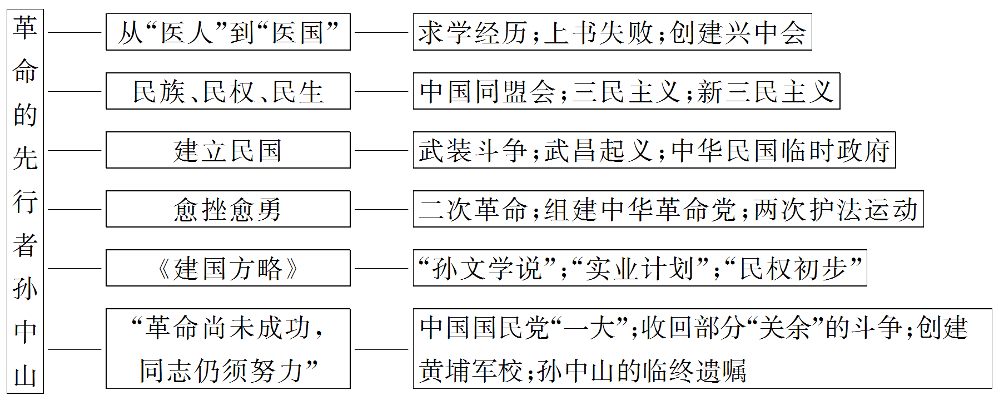 革命的先行者孙中山
从“医人”到“医国”
求学经历;上书失败;创建兴中会
民族、民权、民生
中国同盟会;三民主义;新三民主义
建立民国
武装斗争;武昌起义;中华民国临时政府
愈挫愈勇
二次革命;组建中华革命党;两次护法运动
《建国方略》
“孙文学说”;“实业计划”;“民权初步”
“革命尚未成功,
同志仍须努力”
中国国民党“一大”;收回部分“关余”的斗争;创建
黄埔军校;孙中山的临终遗嘱